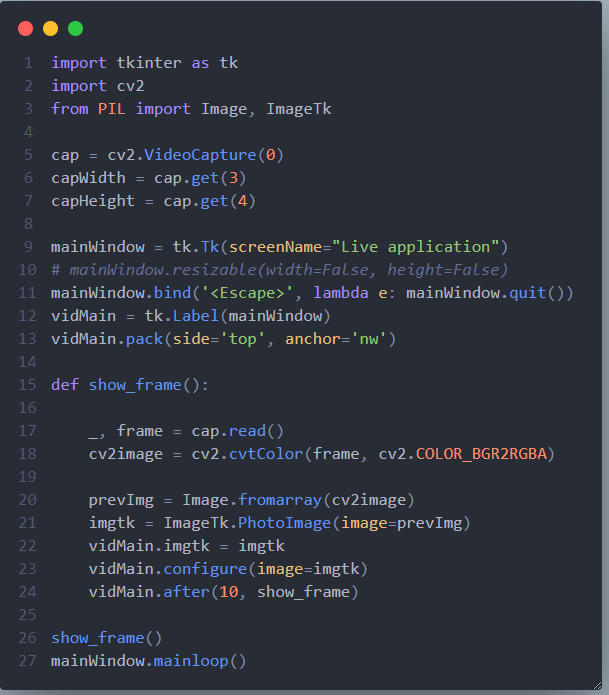 1 import tkinter as tk
2 import cv2
3 from PIL import Image, ImageTk
4
5 cap = cv2.VideoCapture(0)
6 capWidth = cap.get(3)
7 capHeight = cap.get(4)
8
9 mainWindow = tk.Tk(screenName="Live application")
10 # mainWindow.resizable(width=False, height=False)
11 mainWindow.bind('<Escape>', lambda e: mainWindow.quit())
12 vidMain = tk.Label(mainWindow)
13 vidMain.pack(side='top', anchor='nw')
14
15 def show_frame():
16
17     _, frame = cap.read()
18     cv2image = cv2.cvtColor(frame, cv2.COLOR_BGR2RGBA)
19
20     prevImg = Image.fromarray(cv2image)
21     imgtk = ImageTk.PhotoImage(image=prevImg)
22     vidMain.imgtk = imgtk
23     vidMain.configure(image=imgtk)
24     vidMain.after(10, show_frame)
25
26 show_frame()
27 mainWindow.mainloop()